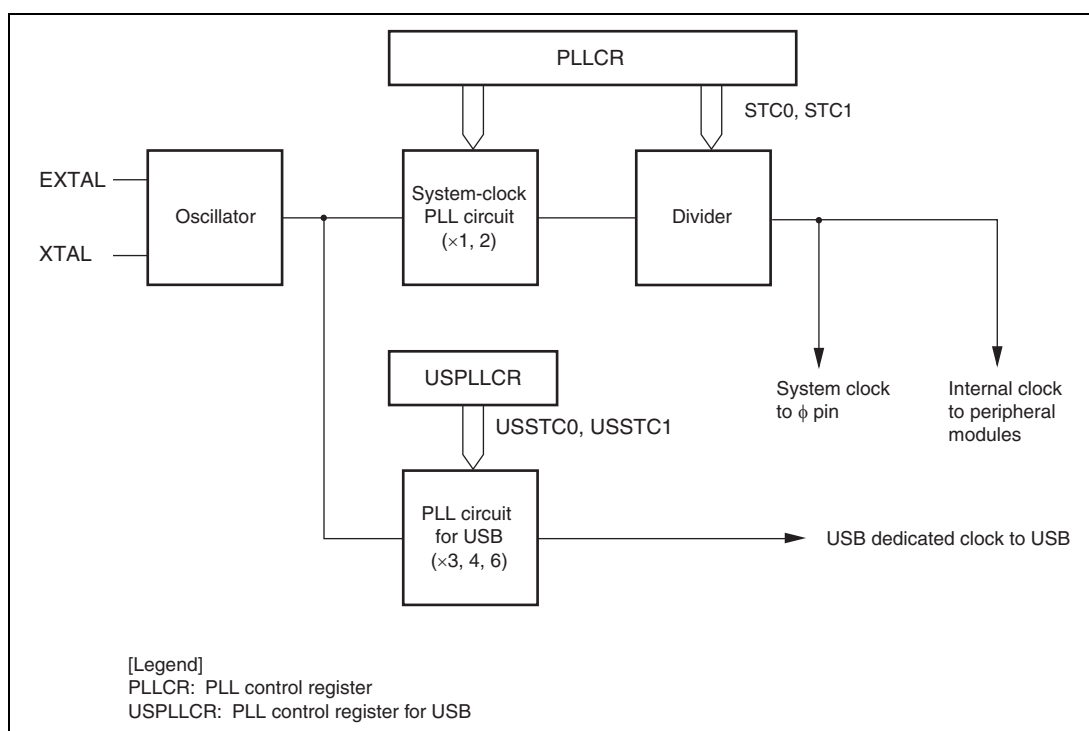 PLLCR
STC0, STC1
EXTAL
XTAL
Oscillator
System-clock
PLL circuit
(×1, 2)
Divider
USPLLCR
USSTC0, USSTC1
System clock
to ϕ pin
Internal clock
to peripheral
modules
PLL circuit
for USB
(×3, 4, 6)
USB dedicated clock to USB
[Legend]
PLLCR: PLL control register
USPLLCR: PLL control register for USB